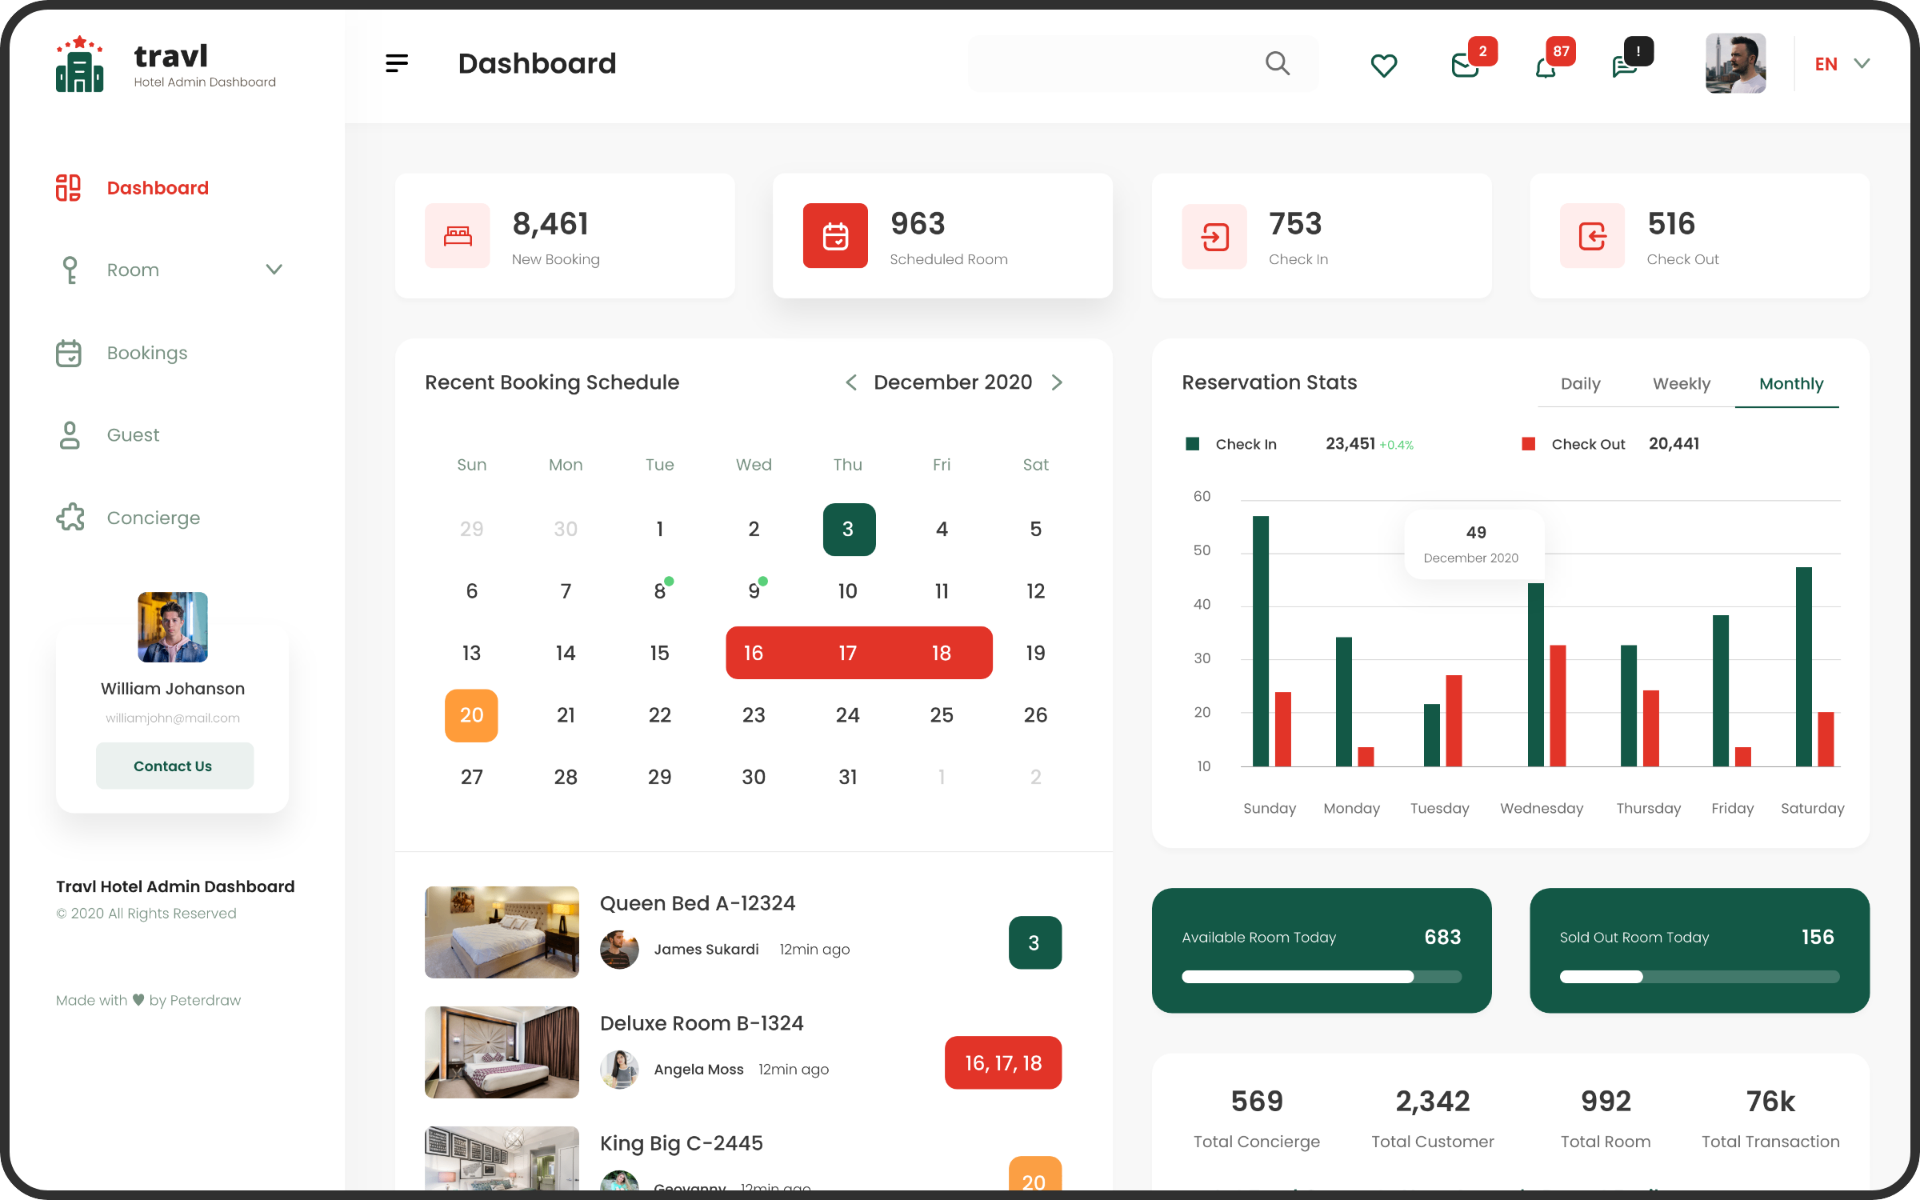 travl
Hotel Admin Dashboard
Dashboard
2
87
!
EN
Dashboard
Room
Bookings
Guest
Concierge
William Johanson
williamjohn@mail.com
Contact Us
Travl Hotel Admin Dashboard
© 2020 All Rights Reserved
Made with ♥ by Peterdraw
8,461
New Booking
963
Scheduled Room
753
Check In
516
Check Out
Recent Booking Schedule
< December 2020 >
Sun Mon Tue Wed Thu Fri Sat
29 30 1 2 3 4 5
6 7 8 9 10 11 12
13 14 15 16 17 18 19
20 21 22 23 24 25 26
27 28 29 30 31 1 2
Queen Bed A-12324
James Sukardi 12min ago
3
Deluxe Room B-1324
Angela Moss 12min ago
16, 17, 18
King Big C-2445
Geovanny 12min ago
20
Reservation Stats
Daily Weekly Monthly
Check In 23,451 +0.4%
Check Out 20,441
60
50
40
30
20
10
49
December 2020
Sunday Monday Tuesday Wednesday Thursday Friday Saturday
Available Room Today 683
Sold Out Room Today 156
569
Total Concierge
2,342
Total Customer
992
Total Room
76k
Total Transaction